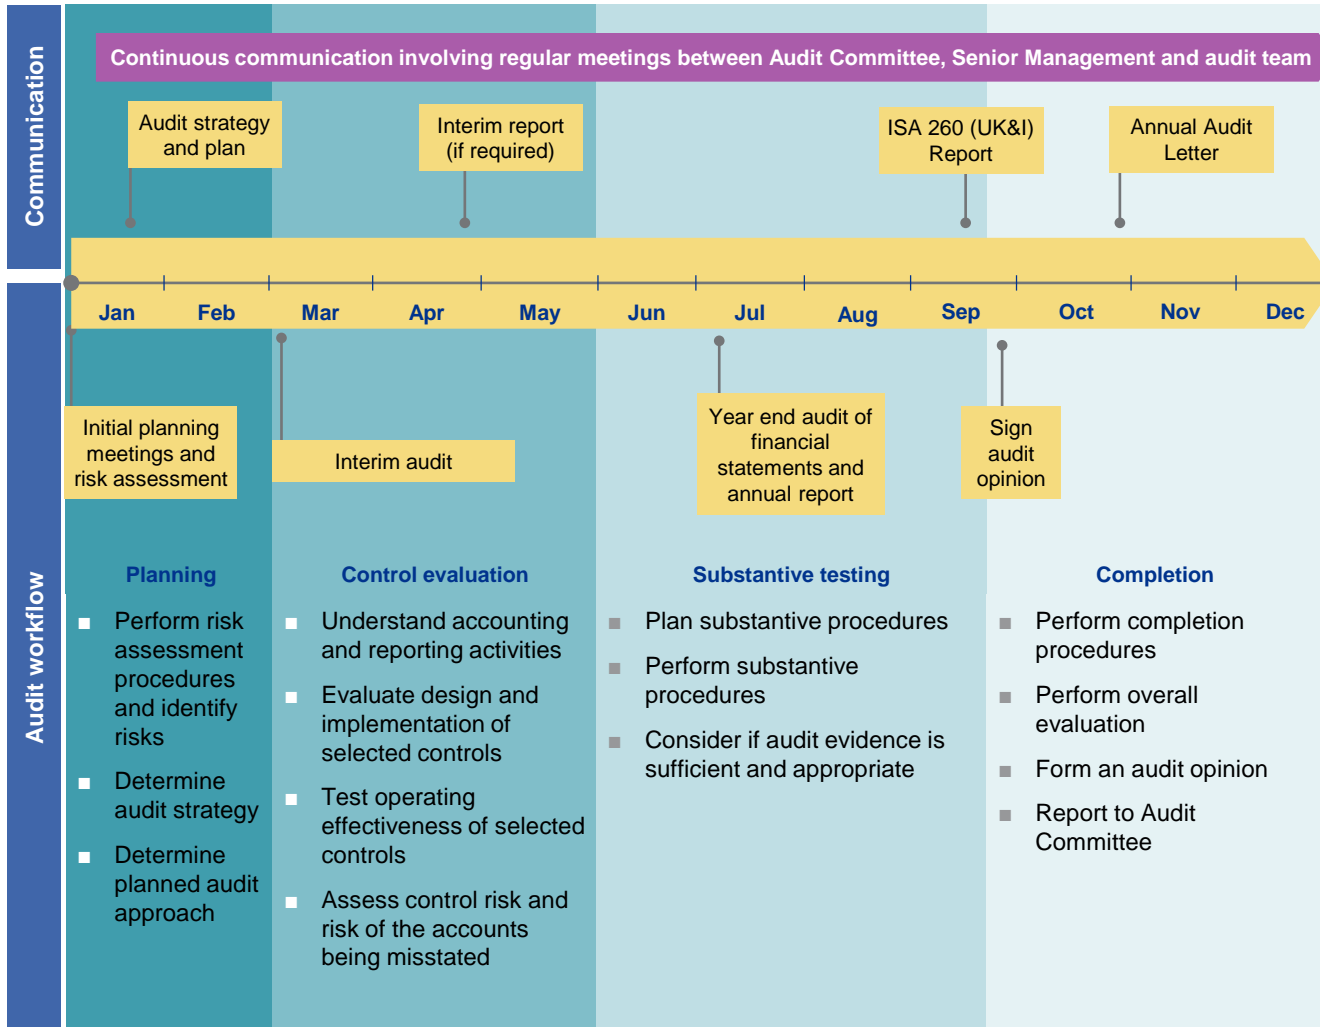 Communication
Continuous communication involving regular meetings between Audit Committee, Senior Management and audit team
Audit strategy
and plan
Interim report
(if required)
ISA 260 (UK&I)
Report
Annual Audit
Letter
Jan Feb Mar Apr May Jun Jul Aug Sep Oct Nov Dec
Audit workflow
Initial planning
meetings and
risk assessment
Interim audit
Year end audit of
financial
statements and
annual report
Sign
audit
opinion
Planning
Perform risk
assessment
procedures
and identify
risks
Determine
audit strategy
Determine
planned audit
approach
Control evaluation
Understand accounting
and reporting activities
Evaluate design and
implementation of
selected controls
Test operating
effectiveness of selected
controls
Assess control risk and
risk of the accounts
being misstated
Substantive testing
Plan substantive procedures
Perform substantive
procedures
Consider if audit evidence is
sufficient and appropriate
Completion
Perform completion
procedures
Perform overall
evaluation
Form an audit opinion
Report to Audit
Committee